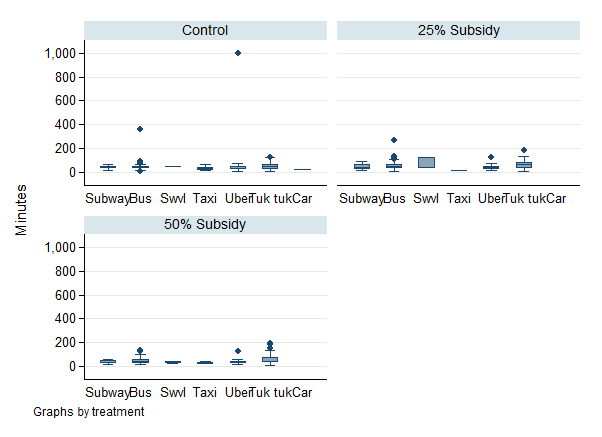 Control
25% Subsidy
1,000
800
600
400
200
0
Subway Bus Swvl Taxi Uber Tuk tuk Car
Subway Bus Swvl Taxi Uber Tuk tuk Car
Minutes
50% Subsidy
1,000
800
600
400
200
0
Subway Bus Swvl Taxi Uber Tuk tuk Car
Graphs by treatment